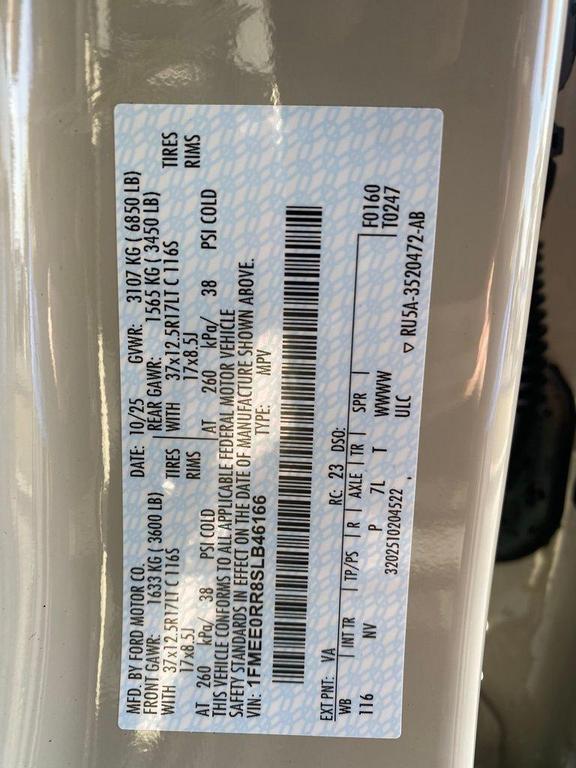 MFD. BY FORD MOTOR CO. DATE: 10/25 GVWR: 3107 KG ( 6850 LB)
FRONT GAWR: 1633 KG ( 3600 LB) REAR GAWR: 1565 KG ( 3450 LB)
WITH 37x12.5R17LT C 116S TIRES WITH 37x12.5R17LT C 116S TIRES
17x8.5J RIMS 17x8.5J RIMS
AT 260 kPa/ 38 PSI COLD AT 260 kPa/ 38 PSI COLD
THIS VEHICLE CONFORMS TO ALL APPLICABLE FEDERAL MOTOR VEHICLE
SAFETY STANDARDS IN EFFECT ON THE DATE OF MANUFACTURE SHOWN ABOVE.
VIN: 1FMEE0RR8SLB46166 TYPE: MPV
EXT PNT: VA RC: 23 DSO: F0160
WB INT TR TP/PS R AXLE TR SPR T0247
116 NV P 7L T WWWW
3202510204522 ULC ▽ RU5A-3520472-AB